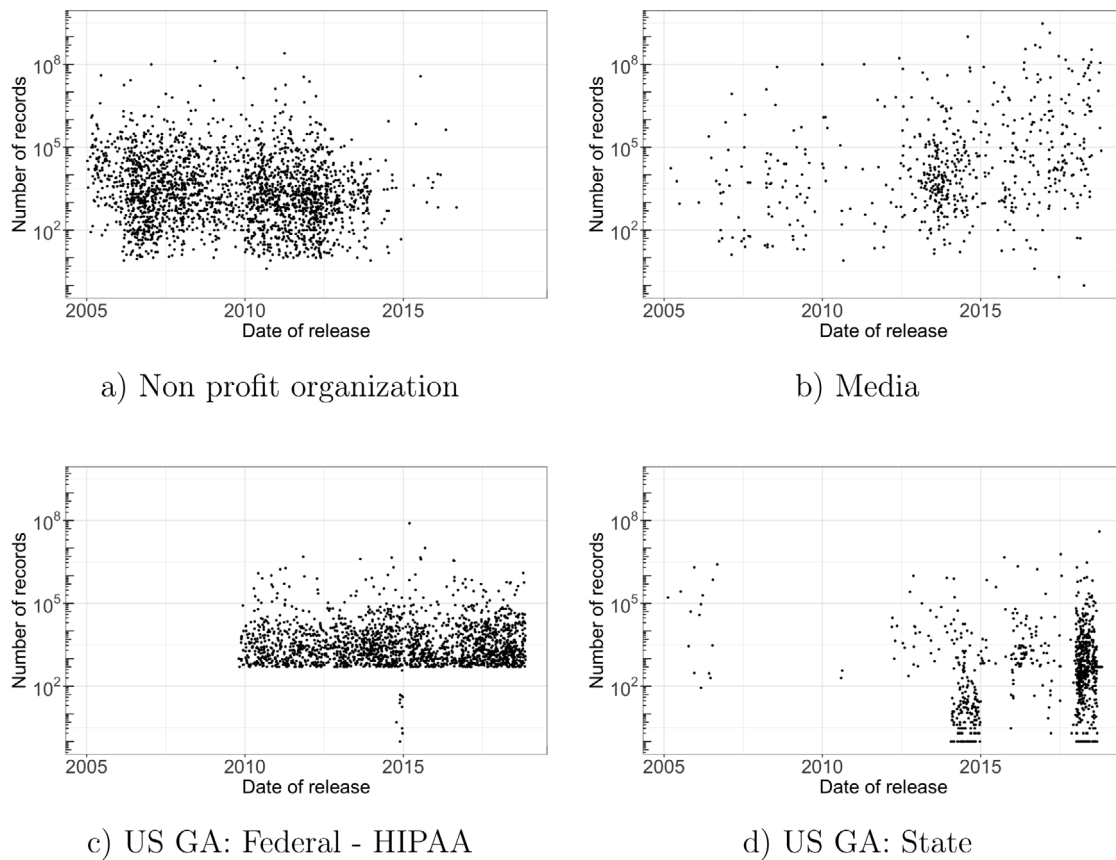 10^8
10^5
10^2
Number of records
2005 2010 2015
Date of release
a) Non profit organization
10^8
10^5
10^2
Number of records
2005 2010 2015
Date of release
b) Media
10^8
10^5
10^2
Number of records
2005 2010 2015
Date of release
c) US GA: Federal - HIPAA
10^8
10^5
10^2
Number of records
2005 2010 2015
Date of release
d) US GA: State